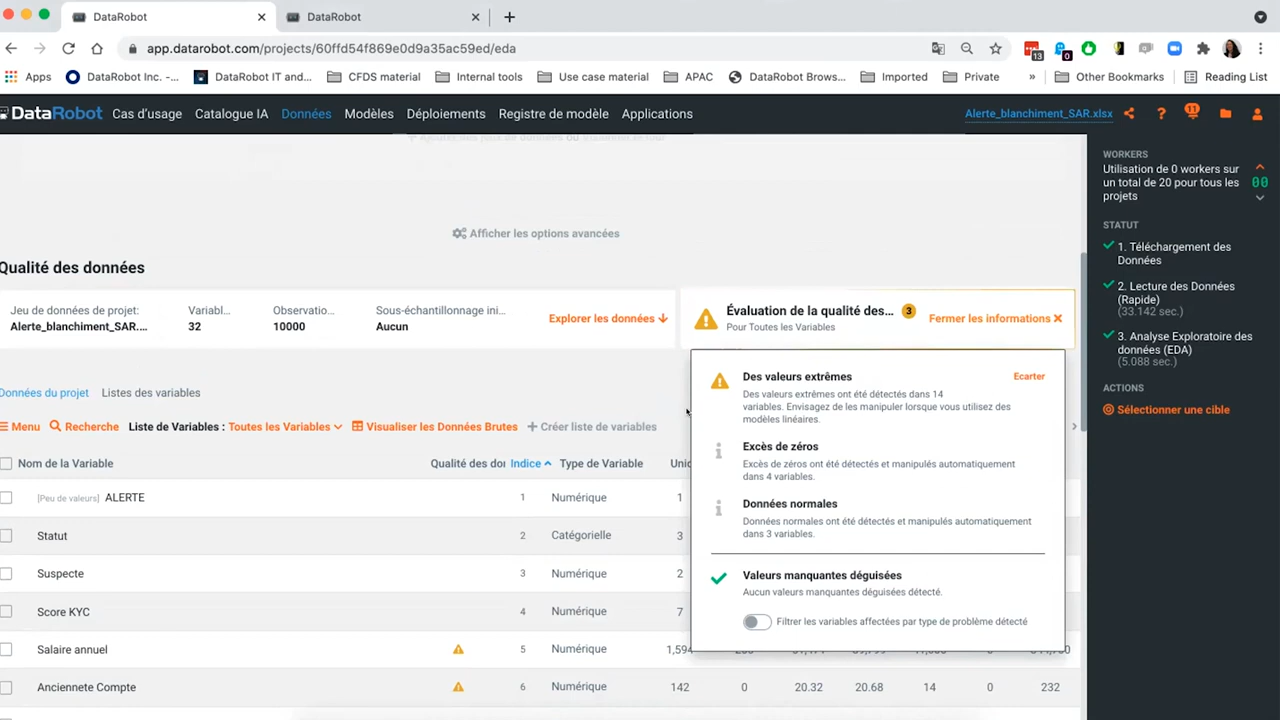 DataRobot
DataRobot
app.datarobot.com/projects/60ffd54f869e0d9a35ac59ed/eda
13
0
Apps
DataRobot Inc. -...
DataRobot IT and...
CFDS material
Internal tools
Use case material
APAC
DataRobot Brows...
Imported
Private
»
Other Bookmarks
Reading List
DataRobot
Cas d'usage
Catalogue IA
Données
Modèles
Déploiements
Registre de modèle
Applications
Alerte_blanchiment_SAR.xlsx
?
11
Afficher les options avancées
Qualité des données
Jeu de données de projet:
Alerte_blanchiment_SAR....
Variabl...
32
Observatio...
10000
Sous-échantillonnage ini...
Aucun
Explorer les données
Évaluation de la qualité des...
3
Pour Toutes les Variables
Fermer les informations
Des valeurs extrêmes
Ecarter
Des valeurs extrêmes ont été détectés dans 14
variables. Envisagez de les manipuler lorsque vous utilisez des
modèles linéaires.
Excès de zéros
Excès de zéros ont été détectés et manipulés automatiquement
dans 4 variables.
Données normales
Données normales ont été détectés et manipulés automatiquement
dans 3 variables.
Valeurs manquantes déguisées
Aucun valeurs manquantes déguisées détecté.
Filtrer les variables affectées par type de problème détecté
Données du projet
Listes des variables
Menu
Recherche
Liste de Variables : Toutes les Variables
Visualiser les Données Brutes
Créer liste de variables
Nom de la Variable
Qualité des doi
Indice
Type de Variable
Unic
[Peu de valeurs] ALERTE
1
Numérique
1
Statut
2
Catégorielle
3
Suspecte
3
Numérique
2
Score KYC
4
Numérique
7
Salaire annuel
5
Numérique
1,594
Anciennete Compte
6
Numérique
142
0
20.32
20.68
14
0
232
WORKERS
Utilisation de 0 workers sur
un total de 20 pour tous les
projets
00
STATUT
1. Téléchargement des
Données
2. Lecture des Données
(Rapide)
(33.142 sec.)
3. Analyse Exploratoire des
données (EDA)
(5.088 sec.)
ACTIONS
Sélectionner une cible